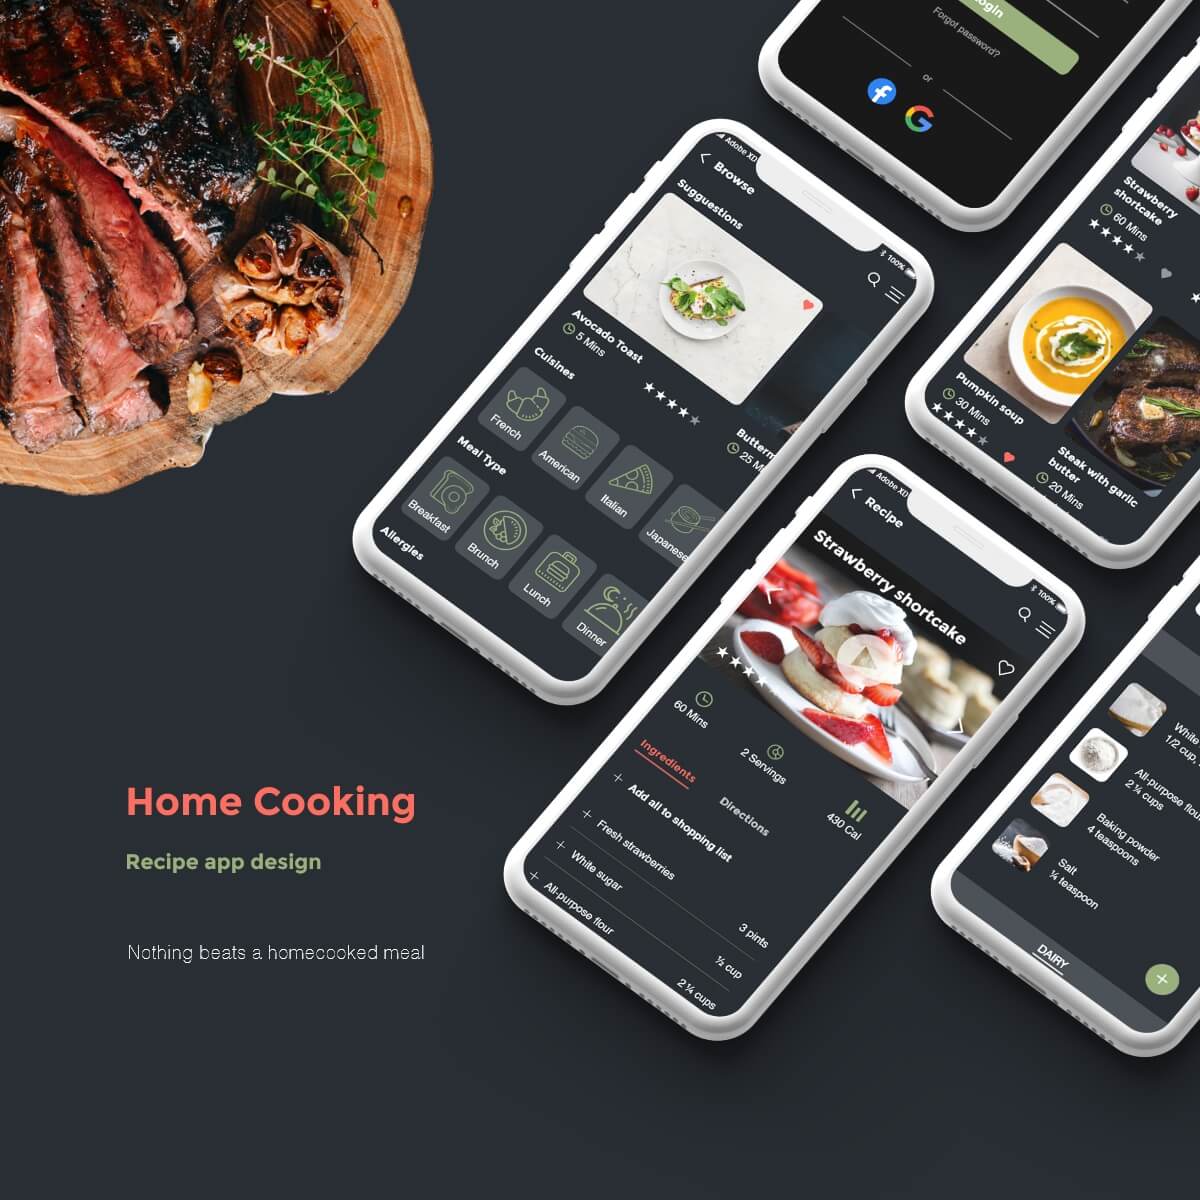 Home Cooking
Recipe app design
Nothing beats a homecooked meal
Login
Forgot password?
or
Adobe XD
100%
Browse
Sugguestions
Avocado Toast
5 Mins
Cuisines
French
American
Italian
Japanese
Meal Type
Breakfast
Brunch
Lunch
Dinner
Allergies
Adobe XD
100%
Recipe
Strawberry shortcake
60 Mins
2 Servings
430 Cal
Ingredients
Directions
Add all to shopping list
Fresh strawberries
3 pints
White sugar
½ cup
All-purpose flour
2 ¼ cups
Strawberry
shortcake
60 Mins
Pumpkin soup
30 Mins
Steak with garlic
butter
20 Mins
White
1/2 cup,
All-purpose flour
2 ¼ cups
Baking powder
4 teaspoons
Salt
¼ teaspoon
DAIRY